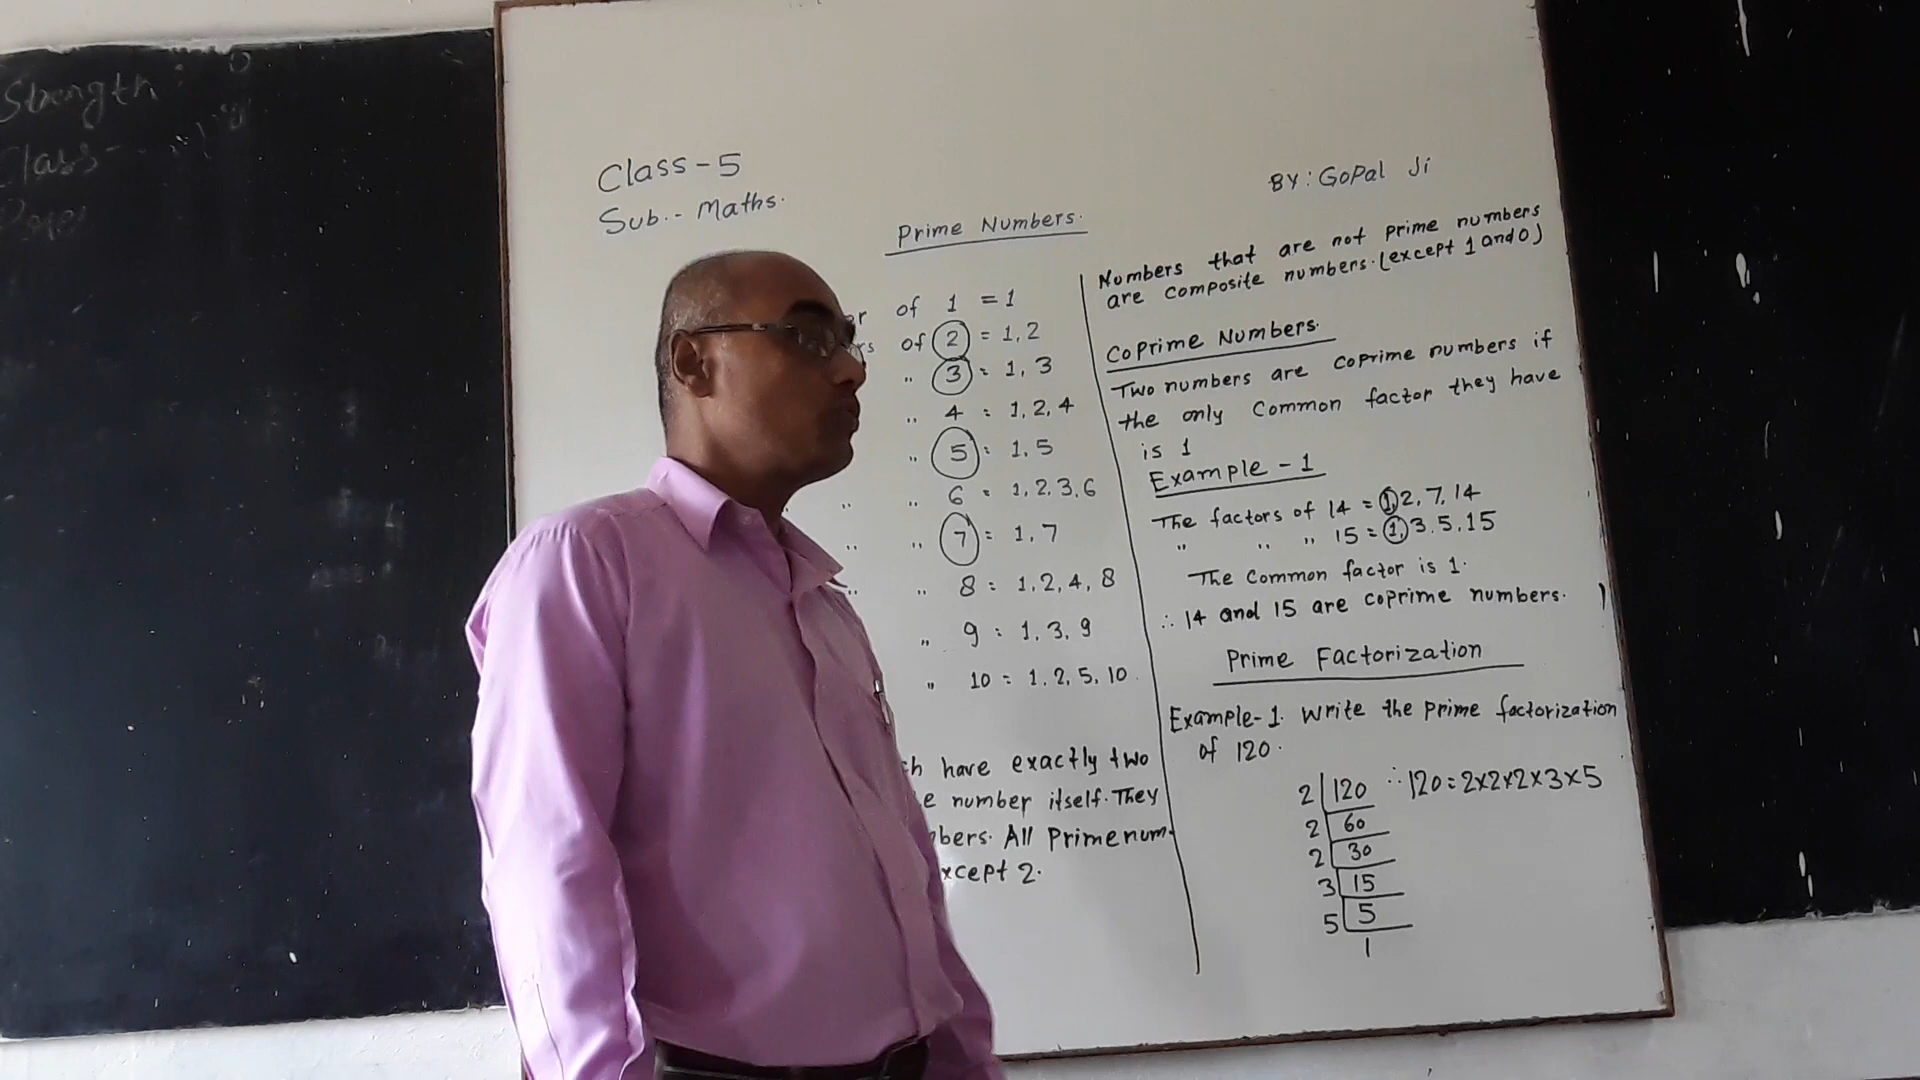 Strength:
Class-
Class-5
Sub.- Maths.
BY: GoPal Ji
Prime Numbers.
of 1 = 1
of 2 = 1, 2
" 3 = 1, 3
" 4 = 1, 2, 4
" 5 = 1, 5
" " 6 = 1, 2, 3, 6
" " 7 = 1, 7
" " 8 = 1, 2, 4, 8
" 9 = 1, 3, 9
" 10 = 1, 2, 5, 10
have exactly two
number itself. They
All Prime num-
except 2.
Numbers that are not prime numbers
are composite numbers. (except 1 and 0)
CoPrime Numbers.
Two numbers are coprime numbers if
the only Common factor they have
is 1
Example - 1
The factors of 14 = 1, 2, 7, 14
" " " 15 = 1, 3, 5, 15
The Common factor is 1.
∴ 14 and 15 are coprime numbers.
Prime Factorization
Example-1. Write the prime factorization
of 120.
2 | 120 ∴ 120 = 2x2x2x3x5
2 | 60
2 | 30
3 | 15
5 | 5
1